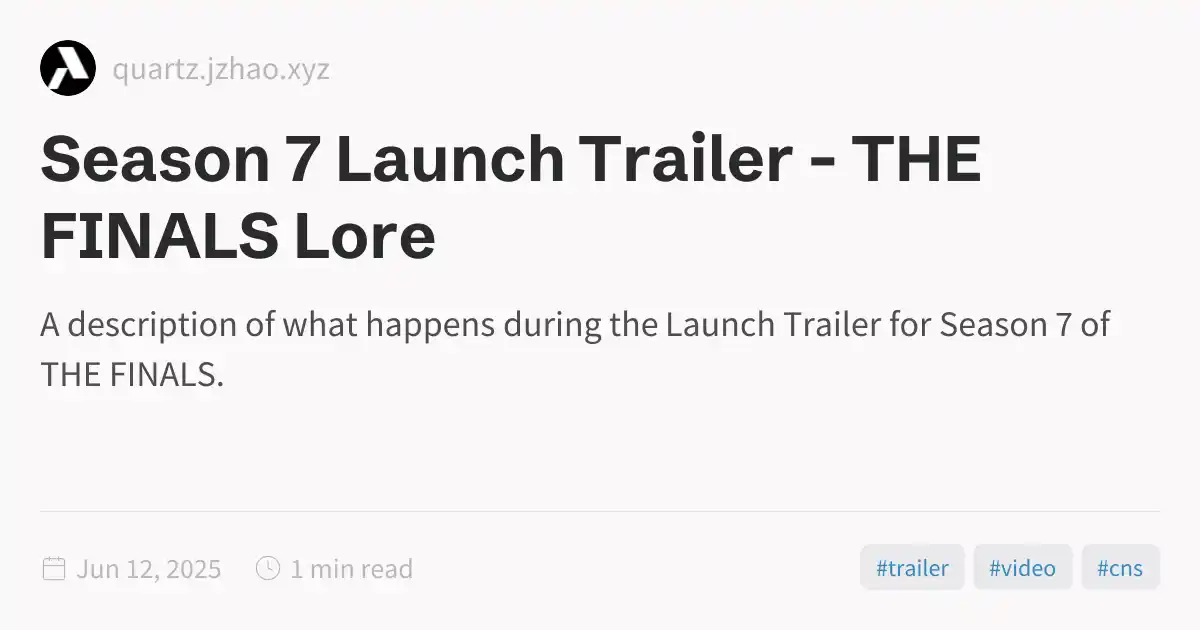 quartz.jzhao.xyz
Season 7 Launch Trailer - THE
FINALS Lore
A description of what happens during the Launch Trailer for Season 7 of
THE FINALS.
Jun 12, 2025 1 min read #trailer #video #cns